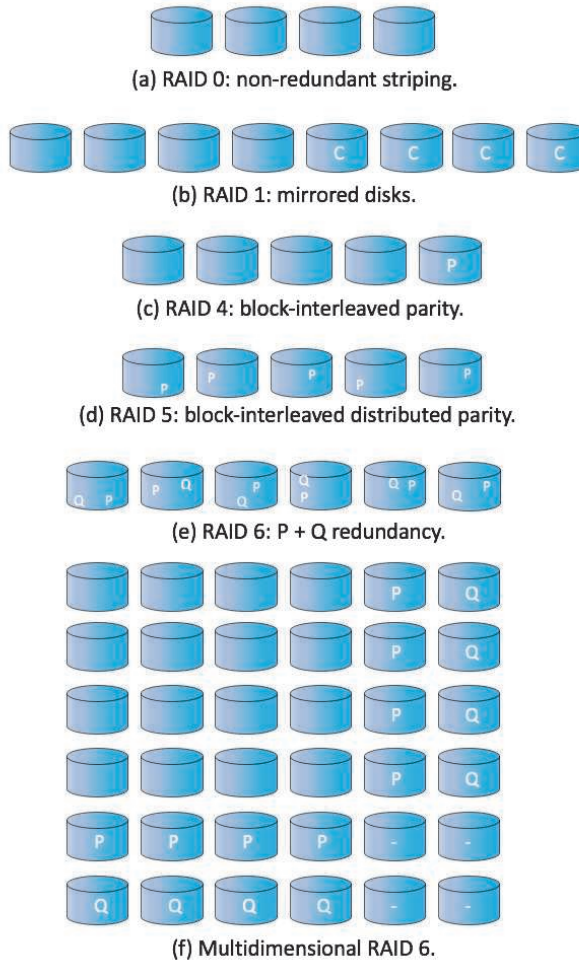 (a) RAID 0: non-redundant striping.
C C C C
(b) RAID 1: mirrored disks.
P
(c) RAID 4: block-interleaved parity.
P P P P P
(d) RAID 5: block-interleaved distributed parity.
Q P P Q Q P Q P Q P Q P
(e) RAID 6: P + Q redundancy.
P Q
P Q
P Q
P Q
P P P P - -
Q Q Q Q - -
(f) Multidimensional RAID 6.